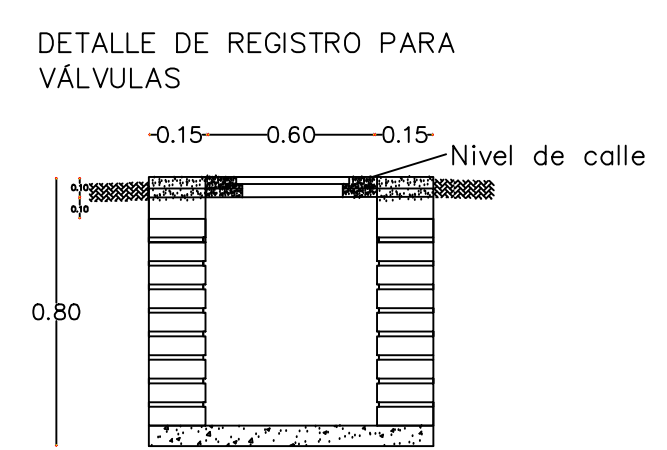 DETALLE DE REGISTRO PARA
VÁLVULAS
0.15 0.60 0.15
Nivel de calle
0.10
0.10
0.80